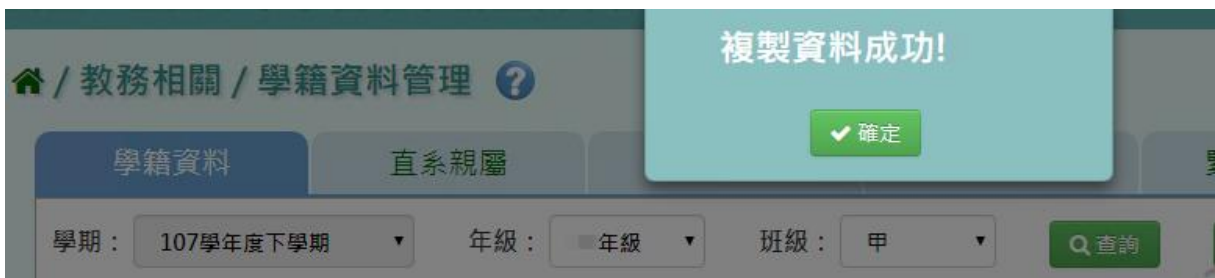 複製資料成功!
確定
/ 教務相關 / 學籍資料管理 ?
學籍資料 直系親屬
學期： 107學年度下學期 年級： 年級 班級： 甲 查詢